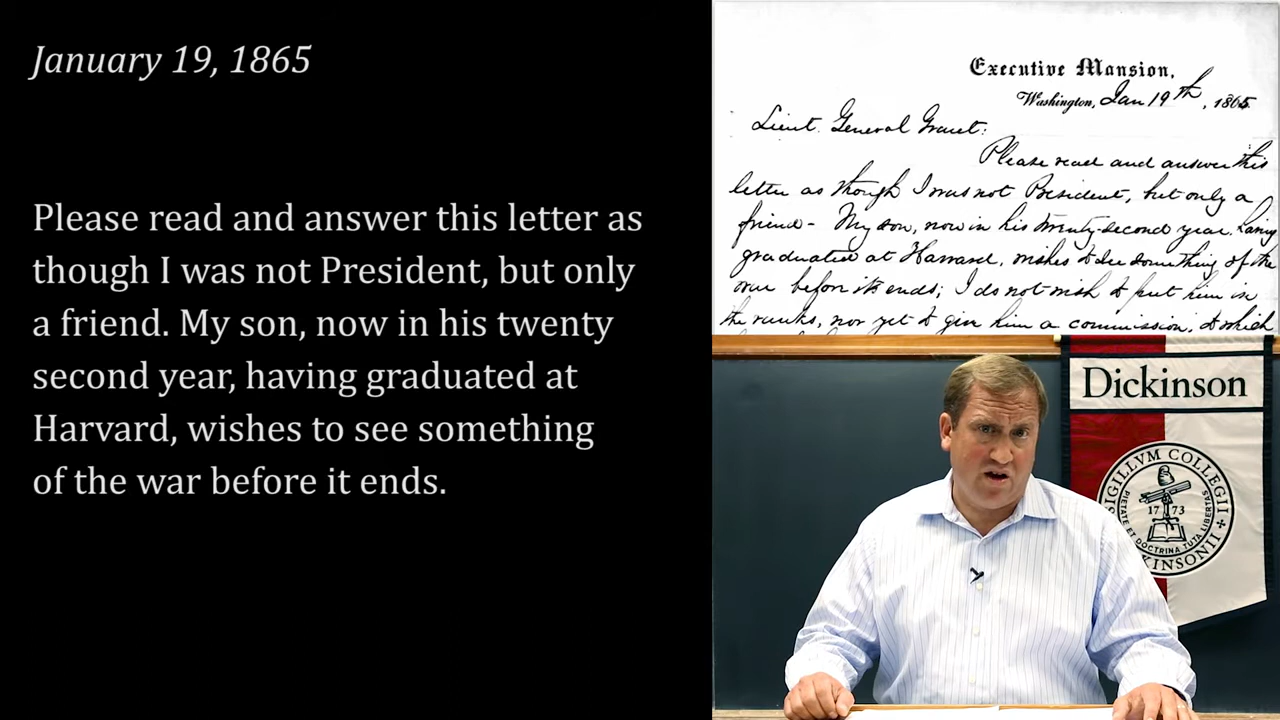 January 19, 1865
Please read and answer this letter as
though I was not President, but only
a friend. My son, now in his twenty
second year, having graduated at
Harvard, wishes to see something
of the war before it ends.
Executive Mansion,
Washington, Jan 19th, 1865.
Lieut. General Grant:
Please read and answer this
letter as though I was not President, but only a
friend- My son, now in his twenty-second year, having
graduated at Harvard, wishes to see something of the
war before it ends; I do not wish to put him in
the ranks, nor yet to give him a commission, to which
Dickinson
SIGILLVM COLLEGII
PIETATE ET DOCTRINA TUTA LIBERTAS
17 73
KINSONII